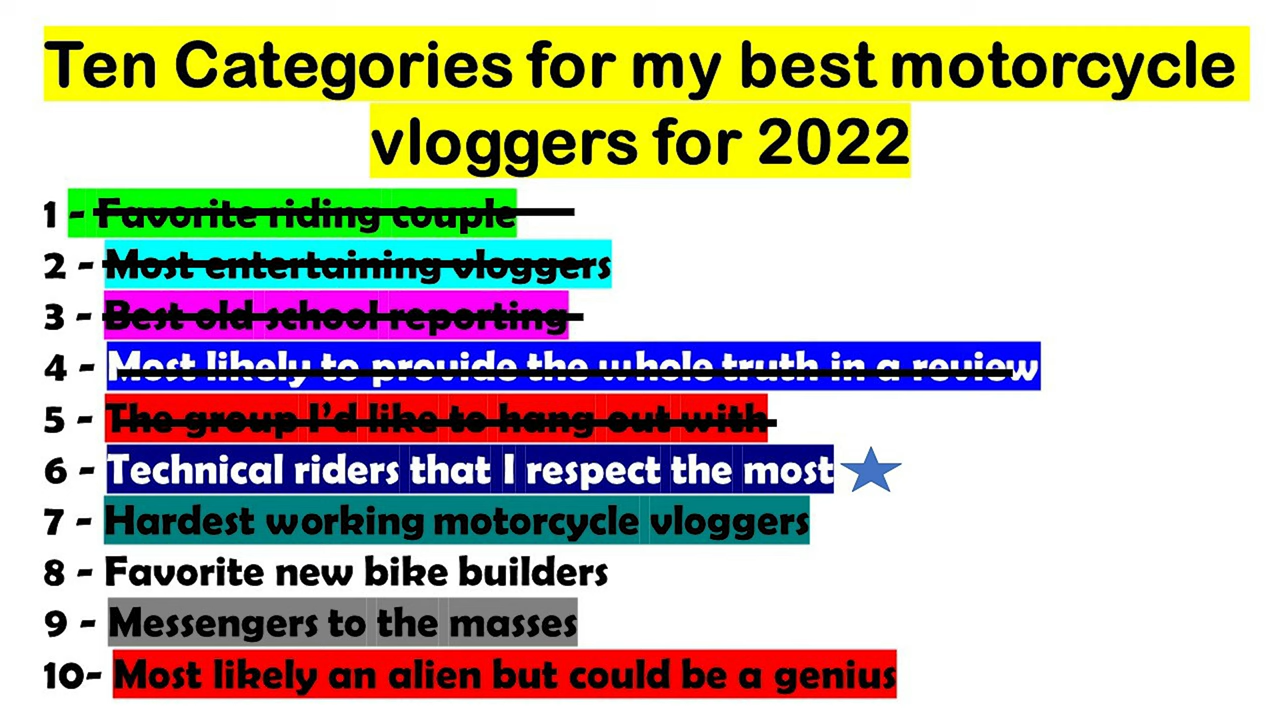 Ten Categories for my best motorcycle
vloggers for 2022
1 - Favorite riding couple
2 - Most entertaining vloggers
3 - Best old school reporting
4 - Most likely to provide the whole truth in a review
5 - The group I'd like to hang out with
6 - Technical riders that I respect the most
7 - Hardest working motorcycle vloggers
8 - Favorite new bike builders
9 - Messengers to the masses
10- Most likely an alien but could be a genius